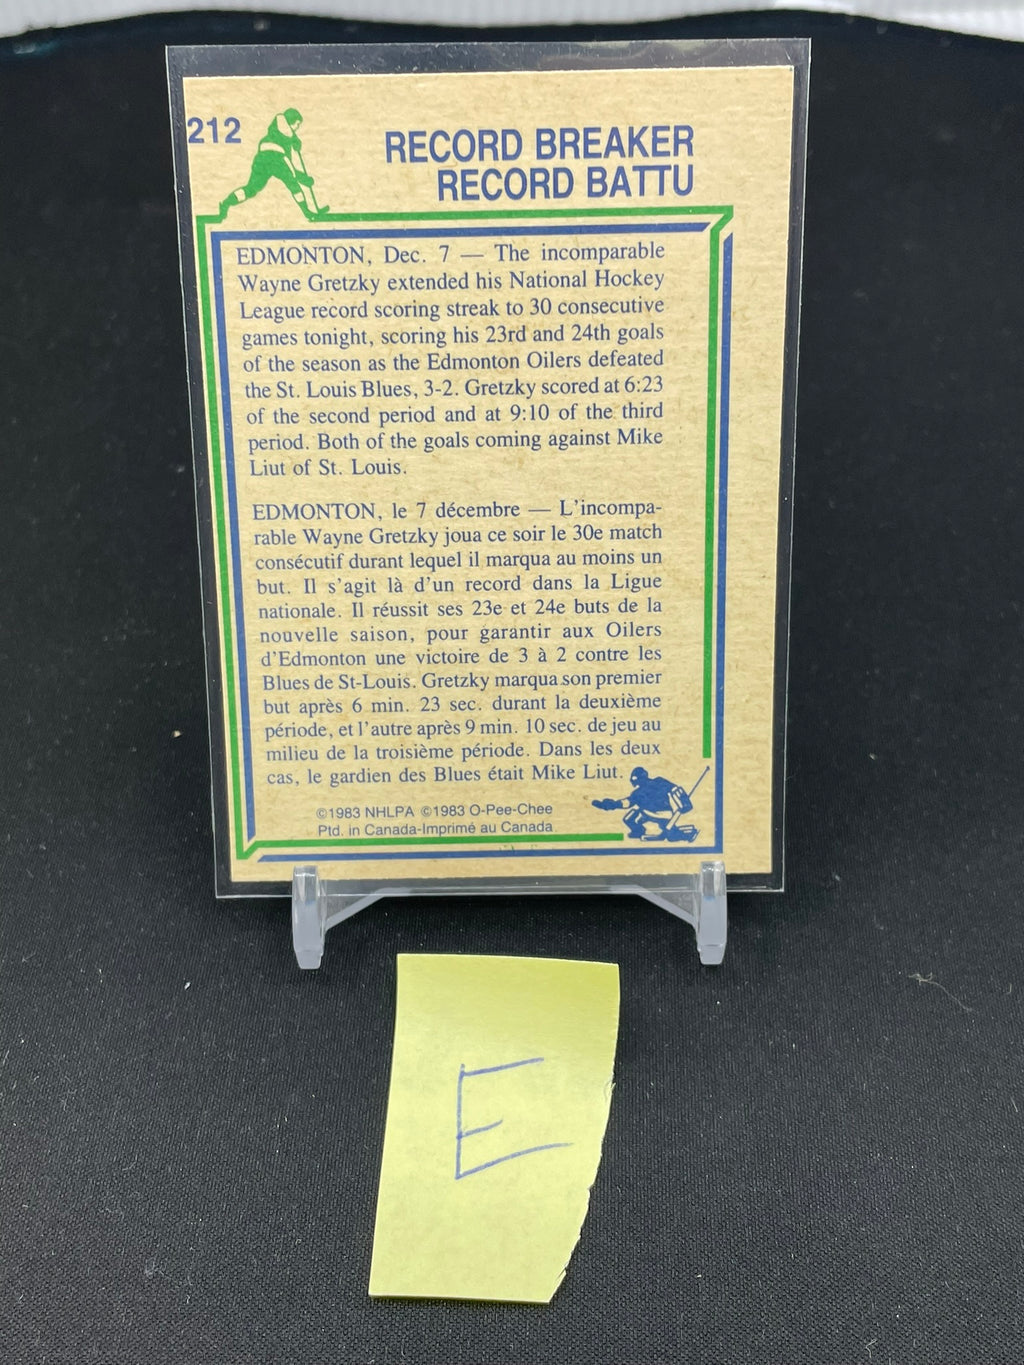 212
RECORD BREAKER
RECORD BATTU
EDMONTON, Dec. 7 — The incomparable
Wayne Gretzky extended his National Hockey
League record scoring streak to 30 consecutive
games tonight, scoring his 23rd and 24th goals
of the season as the Edmonton Oilers defeated
the St. Louis Blues, 3-2. Gretzky scored at 6:23
of the second period and at 9:10 of the third
period. Both of the goals coming against Mike
Liut of St. Louis.
EDMONTON, le 7 décembre — L'incompa-
rable Wayne Gretzky joua ce soir le 30e match
consécutif durant lequel il marqua au moins un
but. Il s'agit là d'un record dans la Ligue
nationale. Il réussit ses 23e et 24e buts de la
nouvelle saison, pour garantir aux Oilers
d'Edmonton une victoire de 3 à 2 contre les
Blues de St-Louis. Gretzky marqua son premier
but après 6 min. 23 sec. durant la deuxième
période, et l'autre après 9 min. 10 sec. de jeu au
milieu de la troisième période. Dans les deux
cas, le gardien des Blues était Mike Liut.
©1983 NHLPA ©1983 O-Pee-Chee
Ptd. in Canada-Imprimé au Canada
E